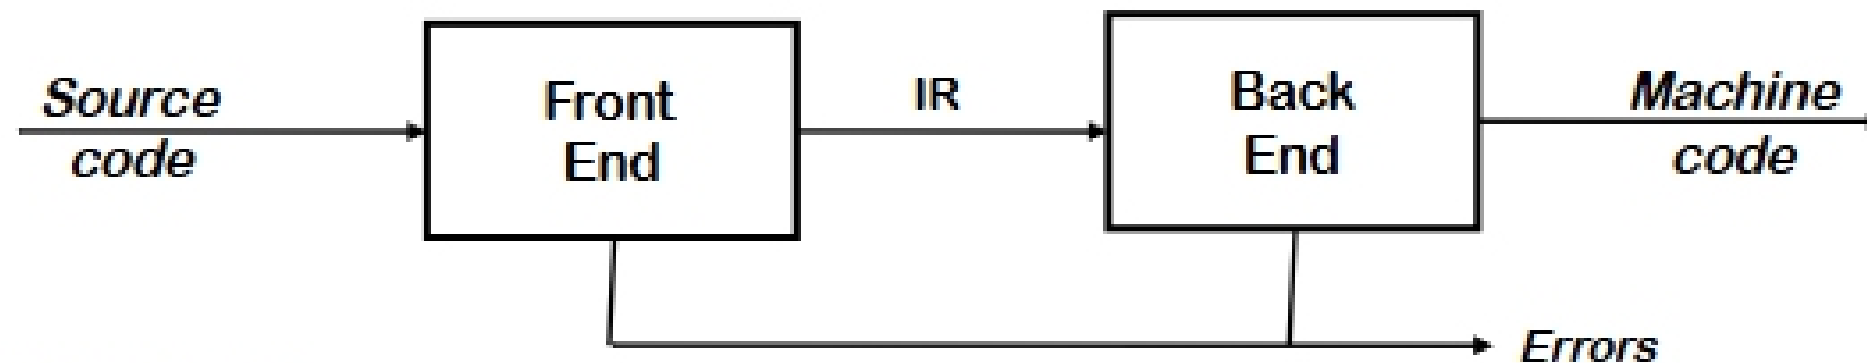 Source
code
Front
End
IR
Back
End
Machine
code
Errors